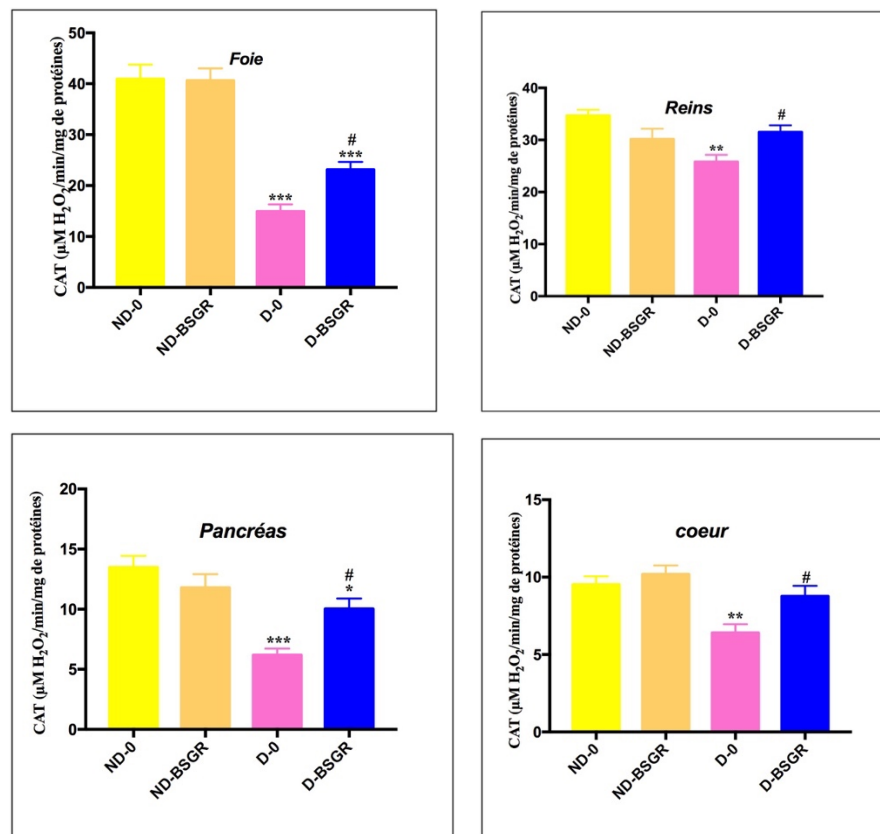 Foie
CAT (µM H₂O₂/min/mg de protéines)
50
40
30
20
10
0
***
#
***
ND-0
ND-BSGR
D-0
D-BSGR
Reins
CAT (µM H₂O₂/min/mg de protéines)
40
30
20
10
0
**
#
ND-0
ND-BSGR
D-0
D-BSGR
Pancréas
CAT (µM H₂O₂/min/mg de protéines)
20
15
10
5
0
***
#
*
ND-0
ND-BSGR
D-0
D-BSGR
coeur
CAT (µM H₂O₂/min/mg de protéines)
15
10
5
0
**
#
ND-0
ND-BSGR
D-0
D-BSGR